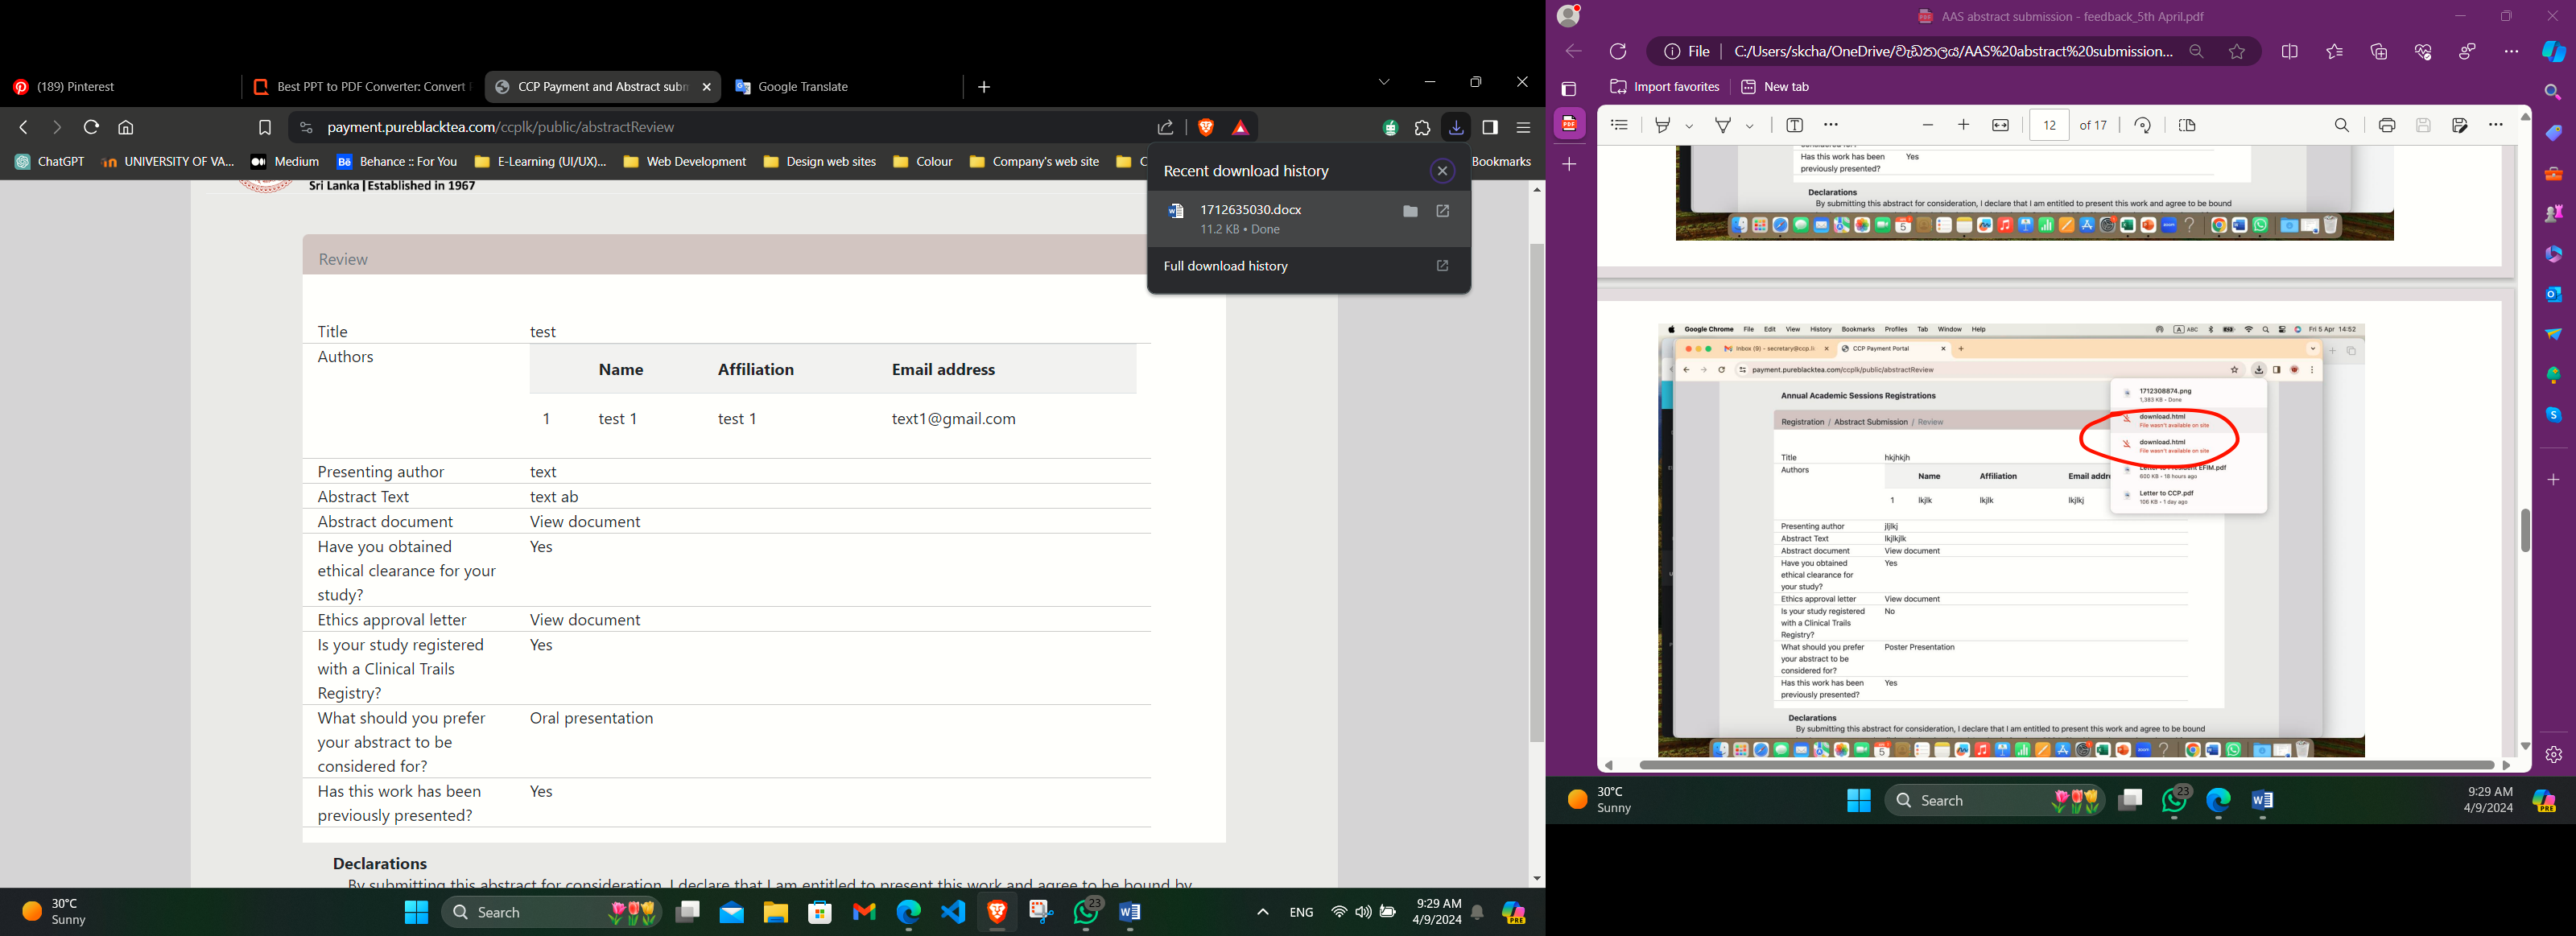 (189) Pinterest
Best PPT to PDF Converter: Convert
CCP Payment and Abstract subm
Google Translate
payment.pureblacktea.com/ccplk/public/abstractReview
ChatGPT
UNIVERSITY OF VA...
Medium
Behance :: For You
E-Learning (UI/UX)...
Web Development
Design web sites
Colour
Company's web site
C
Bookmarks
Sri Lanka | Established in 1967
Recent download history
1712635030.docx
11.2 KB • Done
Full download history
Review
Title test
Authors
Name Affiliation Email address
1 test 1 test 1 text1@gmail.com
Presenting author text
Abstract Text text ab
Abstract document View document
Have you obtained Yes
ethical clearance for your
study?
Ethics approval letter View document
Is your study registered Yes
with a Clinical Trails
Registry?
What should you prefer Oral presentation
your abstract to be
considered for?
Has this work has been Yes
previously presented?
Declarations
By submitting this abstract for consideration, I declare that I am entitled to present this work and agree to be bound by
30°C
Sunny
Search
23
ENG
9:29 AM
4/9/2024
PRE
AAS abstract submission - feedback_5th April.pdf
File C:/Users/skcha/OneDrive/වැඩතලය/AAS%20abstract%20submission...
Import favorites
New tab
12 of 17
Has this work has been Yes
previously presented?
Declarations
By submitting this abstract for consideration, I declare that I am entitled to present this work and agree to be bound
Google Chrome File Edit View History Bookmarks Profiles Tab Window Help
ABC
Fri 5 Apr 14:52
Inbox (9) - secretary@ccp.l
CCP Payment Portal
payment.pureblacktea.com/ccplk/public/abstractReview
Annual Academic Sessions Registrations
Registration / Abstract Submission / Review
1712308874.png
1,383 KB • Done
download.html
File wasn't available on site
download.html
File wasn't available on site
Letter to President EFIM.pdf
600 KB • 18 hours ago
Letter to CCP.pdf
106 KB • 1 day ago
Title hkjhkjh
Authors
Name Affiliation Email addre
1 lkjlk lkjlk lkjlkj
Presenting author jljlkj
Abstract Text lkjlkjlk
Abstract document View document
Have you obtained Yes
ethical clearance for
your study?
Ethics approval letter View document
Is your study registered No
with a Clinical Trails
Registry?
What should you prefer Poster Presentation
your abstract to be
considered for?
Has this work has been Yes
previously presented?
Declarations
By submitting this abstract for consideration, I declare that I am entitled to present this work and agree to be bound
30°C
Sunny
Search
23
9:29 AM
4/9/2024
PRE